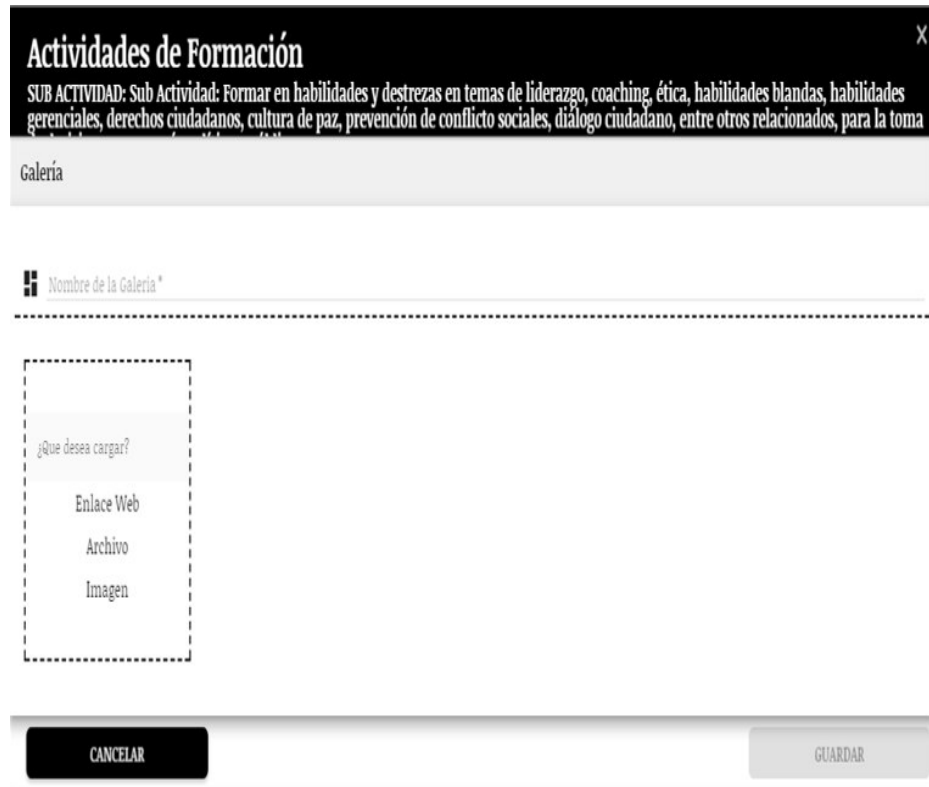 X
Actividades de Formación
SUB ACTIVIDAD: Sub Actividad: Formar en habilidades y destrezas en temas de liderazgo, coaching, ética, habilidades blandas, habilidades
gerenciales, derechos ciudadanos, cultura de paz, prevención de conflicto sociales, diálogo ciudadano, entre otros relacionados, para la toma
Galería
Nombre de la Galería *
¿Que desea cargar?
Enlace Web
Archivo
Imagen
CANCELAR
GUARDAR